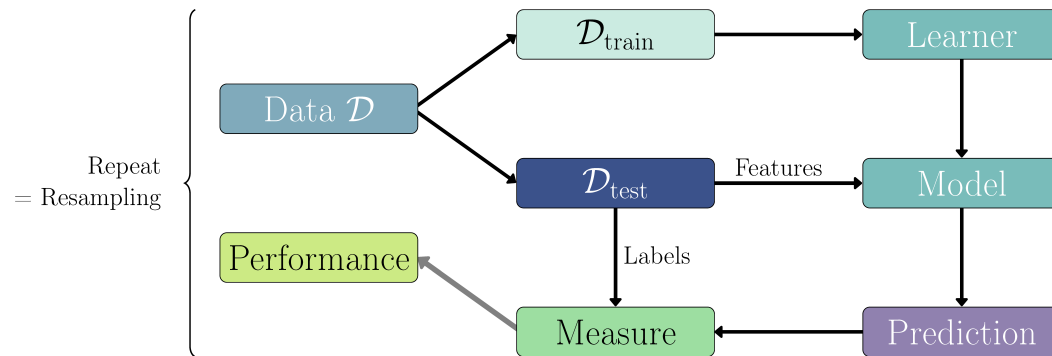 𝒟train
Learner
Data 𝒟
Repeat
= Resampling
𝒟test
Features
Model
Performance
Labels
Measure
Prediction